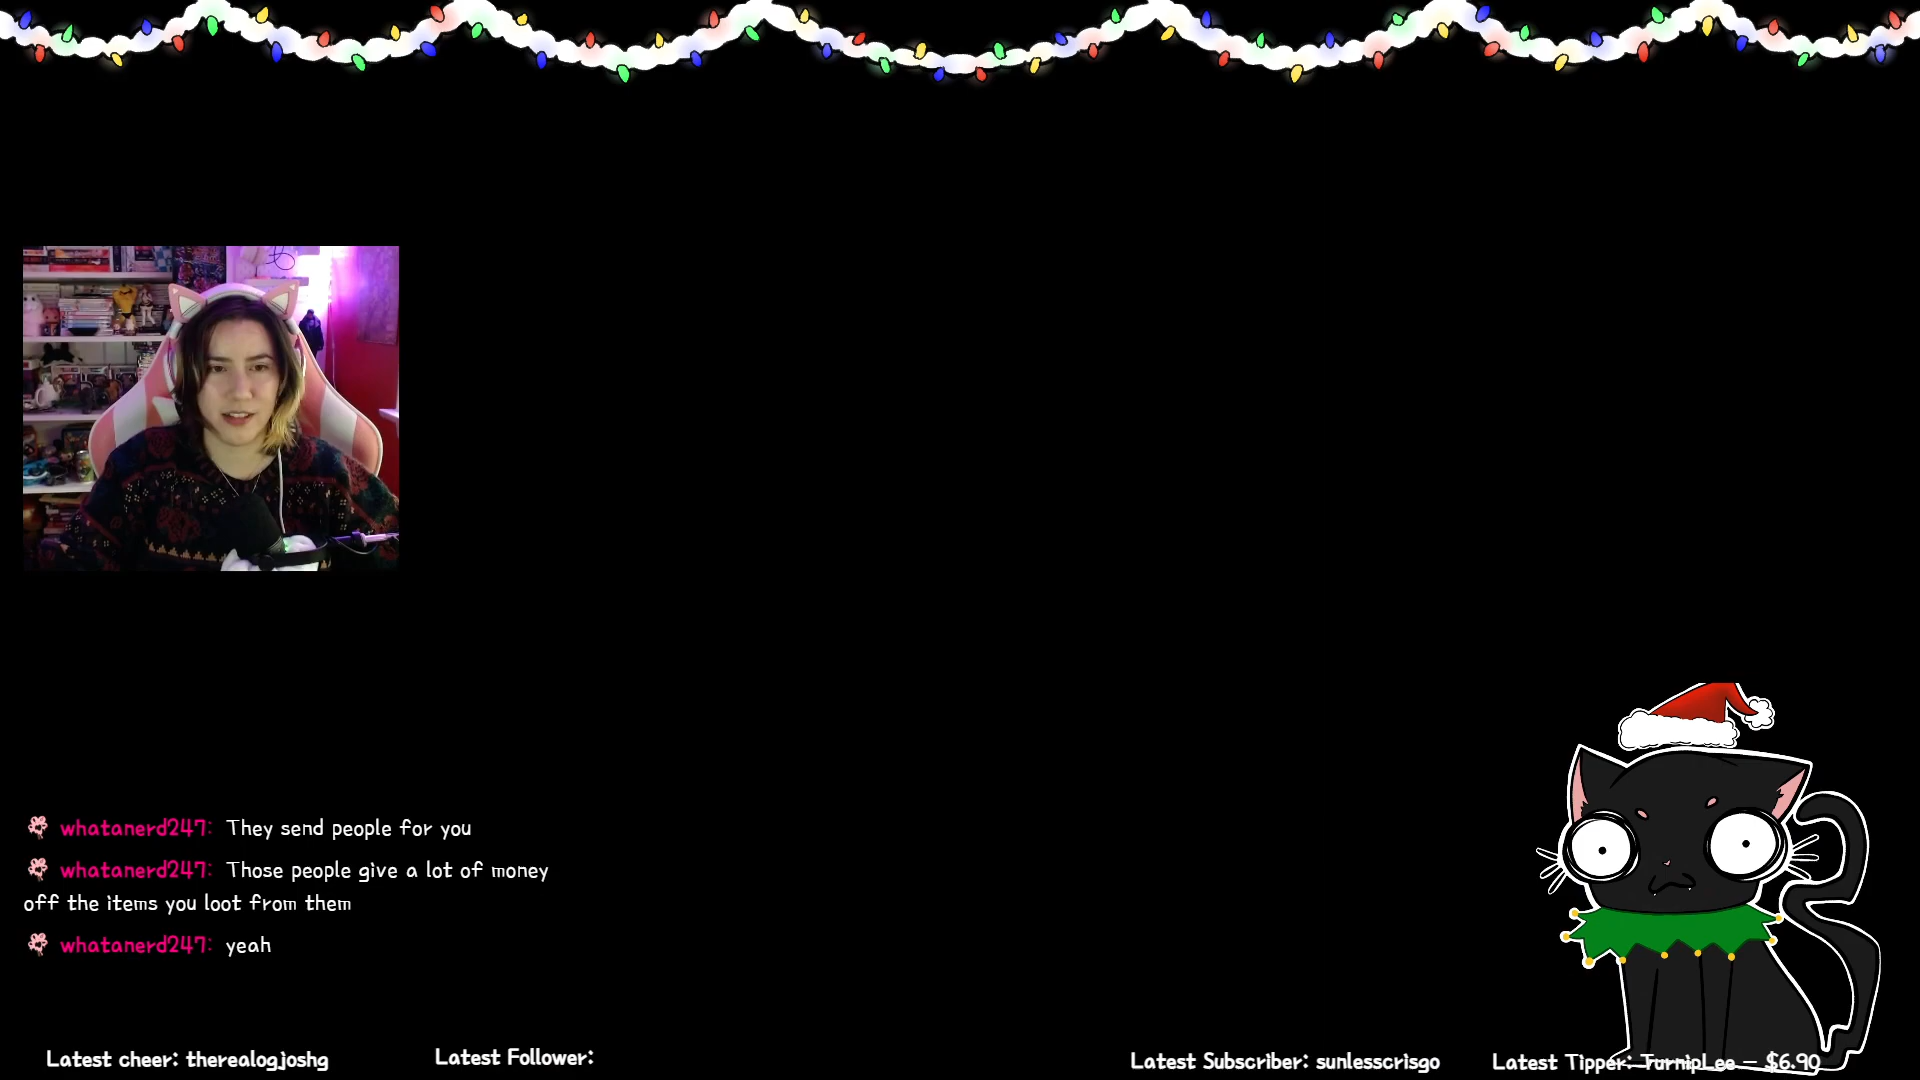 whatanerd247: They send people for you
whatanerd247: Those people give a lot of money
off the items you loot from them
whatanerd247: yeah
Latest cheer: therealogjoshg
Latest Follower:
Latest Subscriber: sunlesscrisgo
Latest Tipper: TurnipLee - $6.90